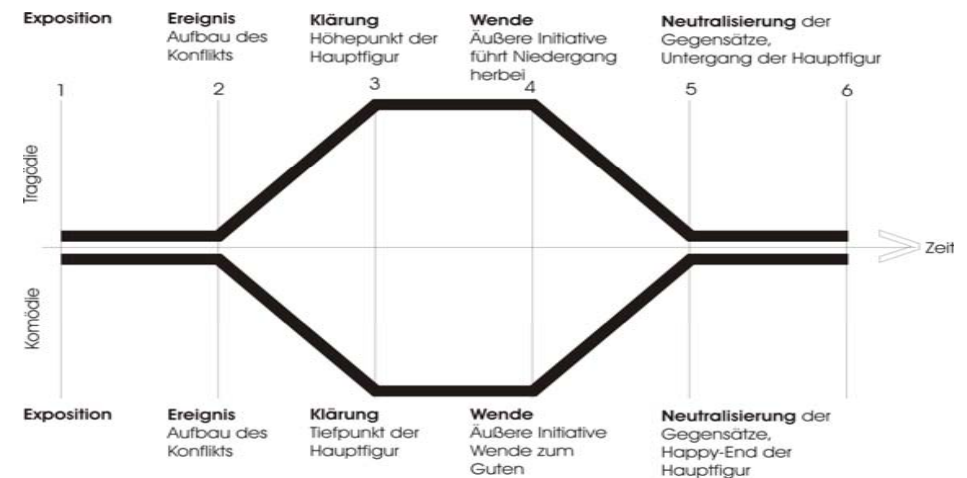 Exposition
Ereignis
Aufbau des
Konflikts
Klärung
Höhepunkt der
Hauptfigur
Wende
Äußere Initiative
führt Niedergang
herbei
Neutralisierung der
Gegensätze,
Untergang der Hauptfigur
1 2 3 4 5 6
Tragödie
Zeit
Komödie
Exposition
Ereignis
Aufbau des
Konflikts
Klärung
Tiefpunkt der
Hauptfigur
Wende
Äußere Initiative
Wende zum
Guten
Neutralisierung der
Gegensätze,
Happy-End der
Hauptfigur